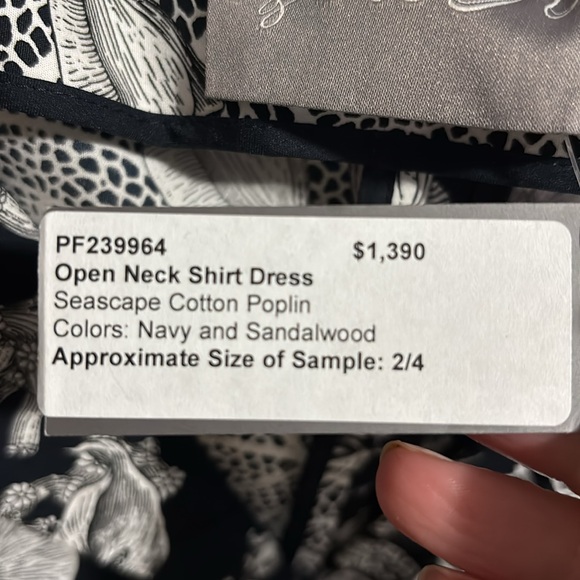 PF239964 $1,390
Open Neck Shirt Dress
Seascape Cotton Poplin
Colors: Navy and Sandalwood
Approximate Size of Sample: 2/4